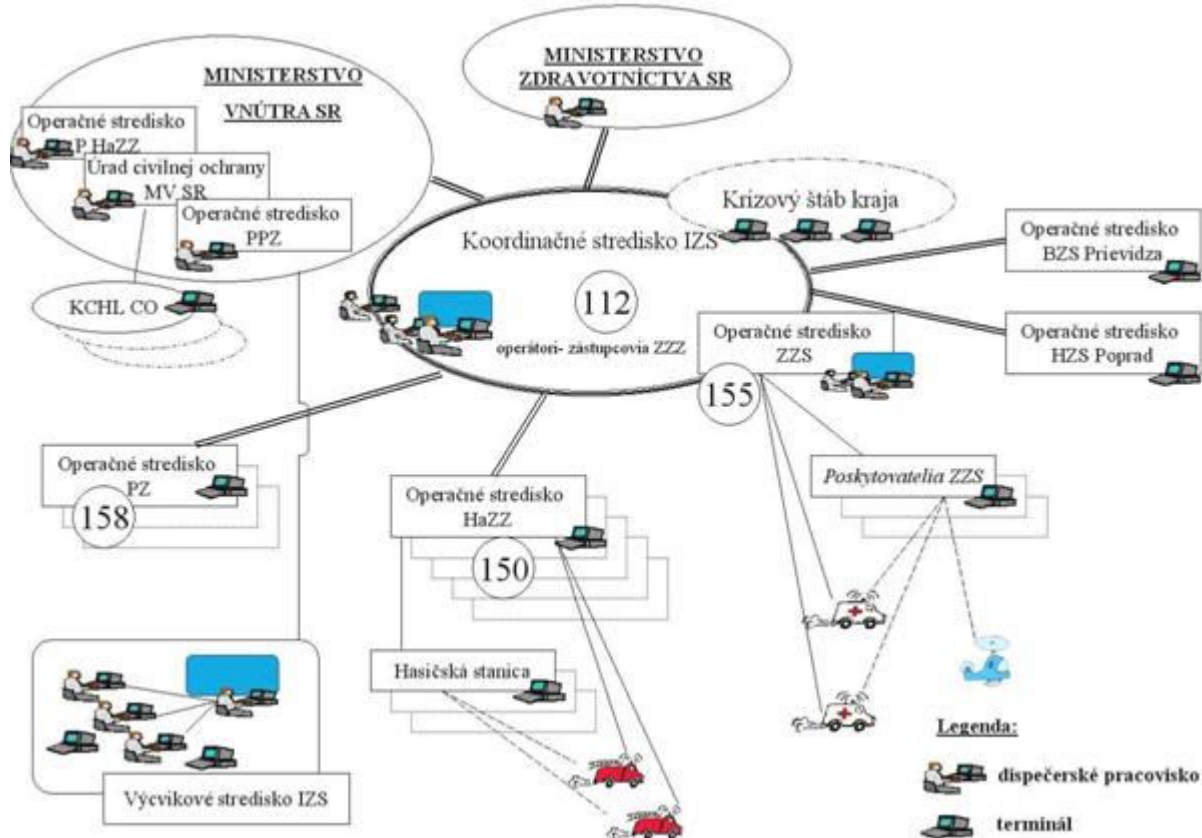 MINISTERSTVO
VNÚTRA SR
Operačné stredisko
P HaZZ
Úrad civilnej ochrany
MV SR
Operačné stredisko
PPZ
KCHL CO
MINISTERSTVO
ZDRAVOTNÍCTVA SR
Krízový štáb kraja
Koordinačné stredisko IZS
112
operátori- zástupcovia ZZZ
Operačné stredisko
BZS Prievidza
Operačné stredisko
HZS Poprad
Operačné stredisko
ZZS
155
Operačné stredisko
PZ
158
Operačné stredisko
HaZZ
150
Poskytovatelia ZZS
Hasičská stanica
Výcvikové stredisko IZS
Legenda:
dispečerské pracovisko
terminál